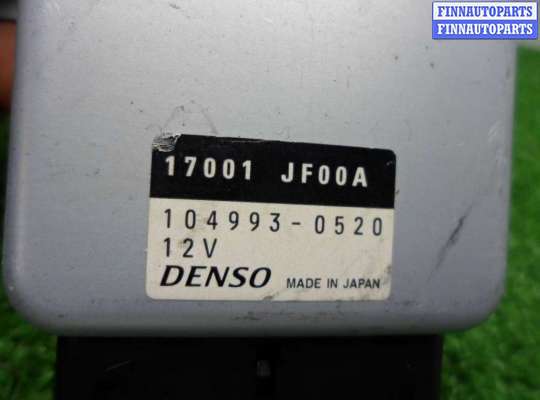 FINNAUTOPARTS
FINNAUTOPARTS
17001 JF00A
104993-0520
12V
DENSO MADE IN JAPAN